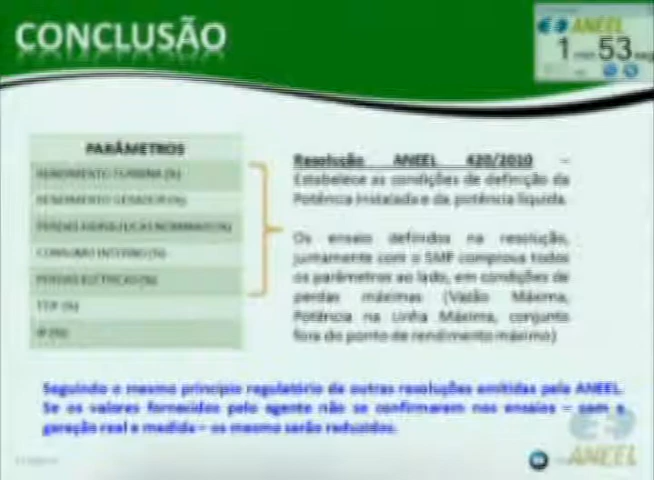 CONCLUSÃO
ANEEL
1 min 53 seg
PARÂMETROS
RENDIMENTO TURBINA (%)
RENDIMENTO GERADOR (%)
PERDAS HIDRÁULICAS NOMINAIS (%)
CONSUMO INTERNO (%)
PERDAS ELÉTRICAS (%)
TEIF (%)
IP (%)
Resolução ANEEL 420/2010 –
Estabelece as condições de definição da
Potência Instalada e da potência líquida.
Os ensaio definidos na resolução,
juntamente com o SMF comprova todos
os parâmetros ao lado, em condições de
perdas máximas (Vazão Máxima,
Potência na Linha Máxima, conjunto
fora do ponto de rendimento máximo)
Seguindo o mesmo princípio regulatório de outras resoluções emitidas pela ANEEL.
Se os valores fornecidos pelo agente não se confirmarem nos ensaios – com a
geração real e medida – os mesmo serão reduzidos.
ANEEL